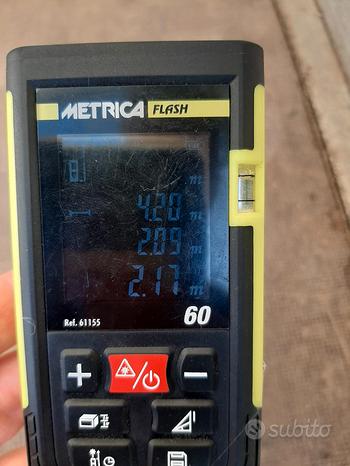 METRICA FLASH
m
4.20 m
2.09 m
2.17 m
Ref. 61155
60
+
−
subito